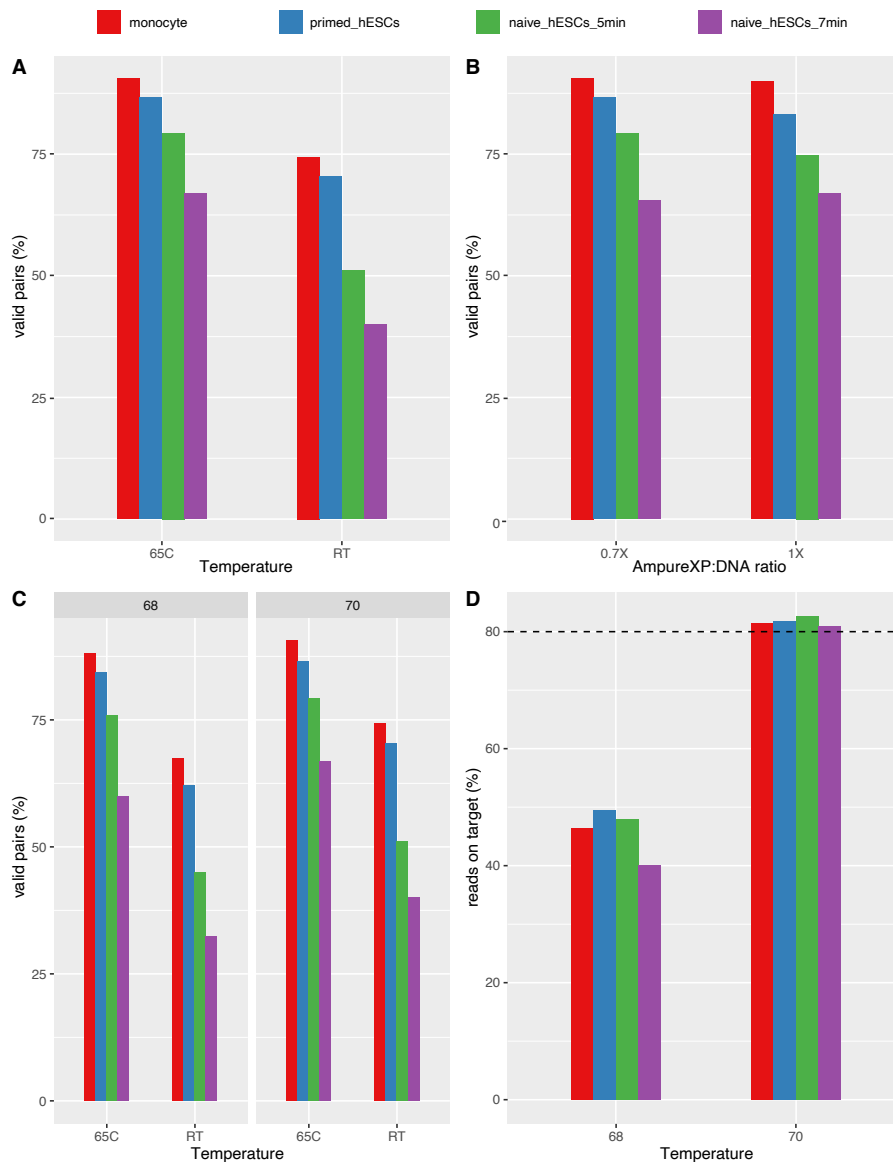 monocyte primed_hESCs naive_hESCs_5min naive_hESCs_7min
A
75
50
25
0
valid pairs (%)
65C RT
Temperature
B
75
50
25
0
valid pairs (%)
0.7X 1X
AmpureXP:DNA ratio
C
68 70
75
50
25
0
valid pairs (%)
65C RT 65C RT
Temperature
D
80
60
40
20
0
reads on target (%)
68 70
Temperature